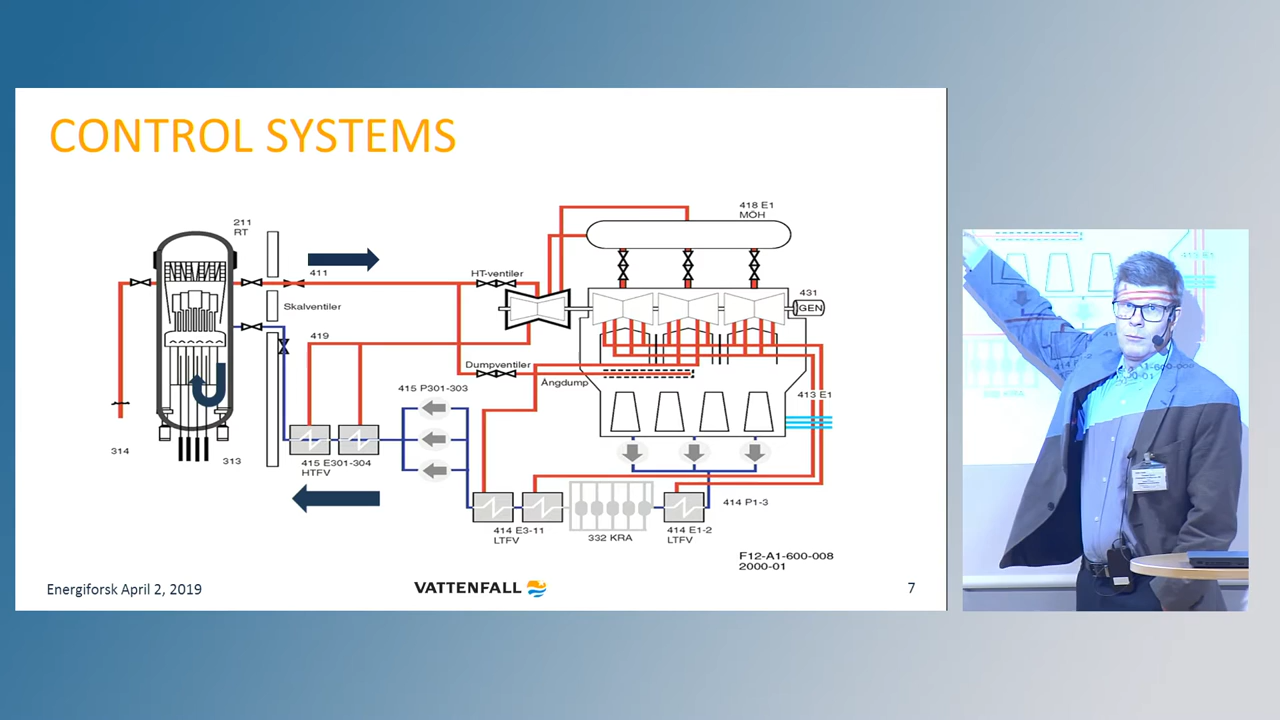 CONTROL SYSTEMS
211
RT
411
Skalventiler
419
HT-ventiler
418 E1
MÖH
431
GEN
Dumpventiler
Ångdump
415 P301-303
413 E1
314
313
415 E301-304
HTFV
414 E3-11
LTFV
332 KRA
414 E1-2
LTFV
414 P1-3
F12-A1-600-008
2000-01
Energiforsk April 2, 2019
VATTENFALL
7